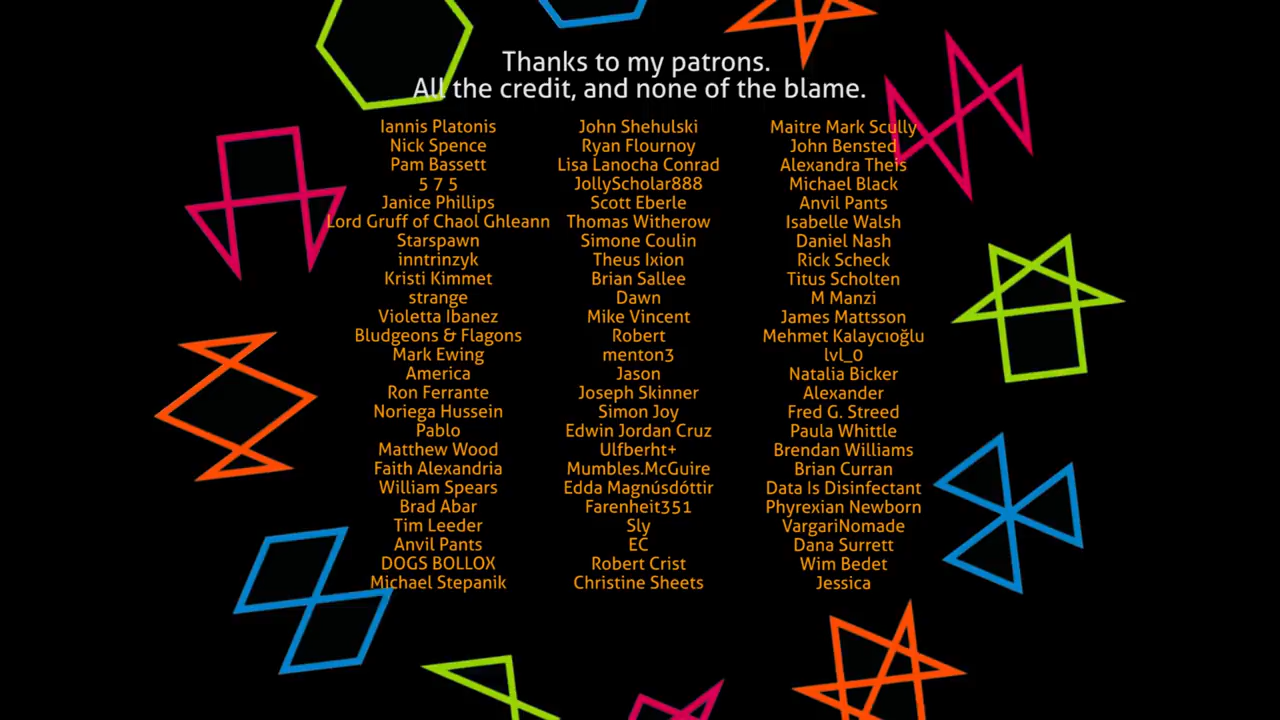 Thanks to my patrons.
All the credit, and none of the blame.
Iannis Platonis
Nick Spence
Pam Bassett
5 7 5
Janice Phillips
Lord Gruff of Chaol Ghleann
Starspawn
inntrinzyk
Kristi Kimmet
strange
Violetta Ibanez
Bludgeons & Flagons
Mark Ewing
America
Ron Ferrante
Noriega Hussein
Pablo
Matthew Wood
Faith Alexandria
William Spears
Brad Abar
Tim Leeder
Anvil Pants
DOGS BOLLOX
Michael Stepanik
John Shehulski
Ryan Flournoy
Lisa Lanocha Conrad
JollyScholar888
Scott Eberle
Thomas Witherow
Simone Coulin
Theus Ixion
Brian Sallee
Dawn
Mike Vincent
Robert
menton3
Jason
Joseph Skinner
Simon Joy
Edwin Jordan Cruz
Ulfberht+
Mumbles.McGuire
Edda Magnúsdóttir
Farenheit351
Sly
EC
Robert Crist
Christine Sheets
Maitre Mark Scully
John Bensted
Alexandra Theis
Michael Black
Anvil Pants
Isabelle Walsh
Daniel Nash
Rick Scheck
Titus Scholten
M Manzi
James Mattsson
Mehmet Kalaycıoğlu
lvl_0
Natalia Bicker
Alexander
Fred G. Streed
Paula Whittle
Brendan Williams
Brian Curran
Data Is Disinfectant
Phyrexian Newborn
VargariNomade
Dana Surrett
Wim Bedet
Jessica